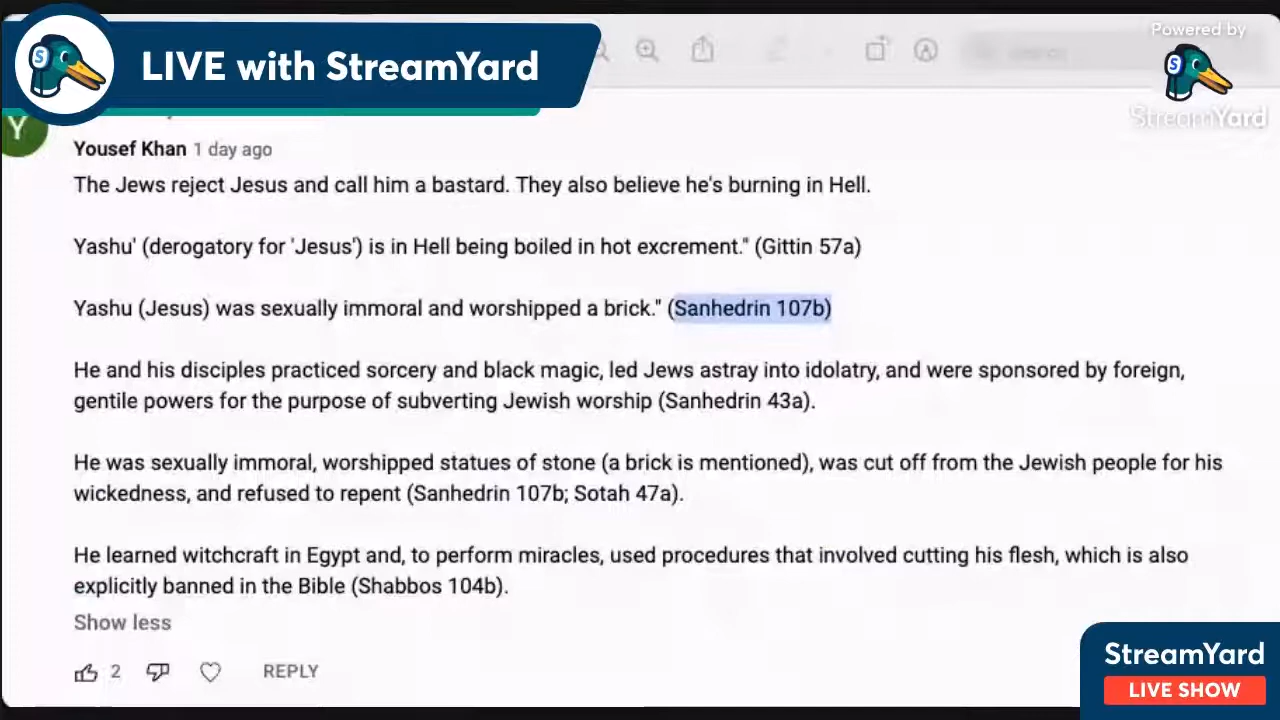 LIVE with StreamYard
Powered by
S
StreamYard
Y
Yousef Khan 1 day ago
The Jews reject Jesus and call him a bastard. They also believe he's burning in Hell.
Yashu' (derogatory for 'Jesus') is in Hell being boiled in hot excrement." (Gittin 57a)
Yashu (Jesus) was sexually immoral and worshipped a brick." (Sanhedrin 107b)
He and his disciples practiced sorcery and black magic, led Jews astray into idolatry, and were sponsored by foreign,
gentile powers for the purpose of subverting Jewish worship (Sanhedrin 43a).
He was sexually immoral, worshipped statues of stone (a brick is mentioned), was cut off from the Jewish people for his
wickedness, and refused to repent (Sanhedrin 107b; Sotah 47a).
He learned witchcraft in Egypt and, to perform miracles, used procedures that involved cutting his flesh, which is also
explicitly banned in the Bible (Shabbos 104b).
Show less
2 REPLY
StreamYard
LIVE SHOW